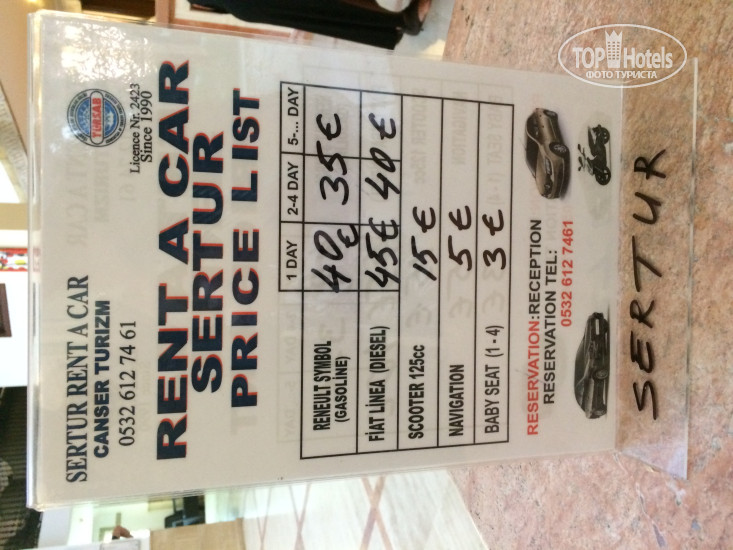 SERTUR RENT A CAR
CANSER TURIZM
0532 612 74 61
TURSAB
Licence Nr. 2423
Since 1990
RENT A CAR
SERTUR
PRICE LIST
1 DAY 2-4 DAY 5-... DAY
RENEULT SYMBOL (GASOLINE) 40€ 35€
FİAT LİNEA (DIESEL) 45€ 40€
SCOOTER 125cc 15€
NAVIGATION 5€
BABY SEAT (1 - 4) 3€
RESERVATION:RECEPTION
RESERVATION TEL:
0532 612 7461
SERTUR
TOP Hotels
ФОТО ТУРИСТА